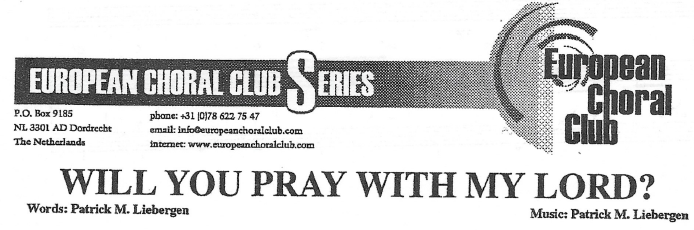 EUROPEAN CHORAL CLUB SERIES
European
Choral
Club
P.O. Box 9185
NL 3301 AD Dordrecht
The Netherlands
phone: +31 (0)78 622 75 47
email: info@europeanchoralclub.com
internet: www.europeanchoralclub.com
WILL YOU PRAY WITH MY LORD?
Words: Patrick M. Liebergen
Music: Patrick M. Liebergen